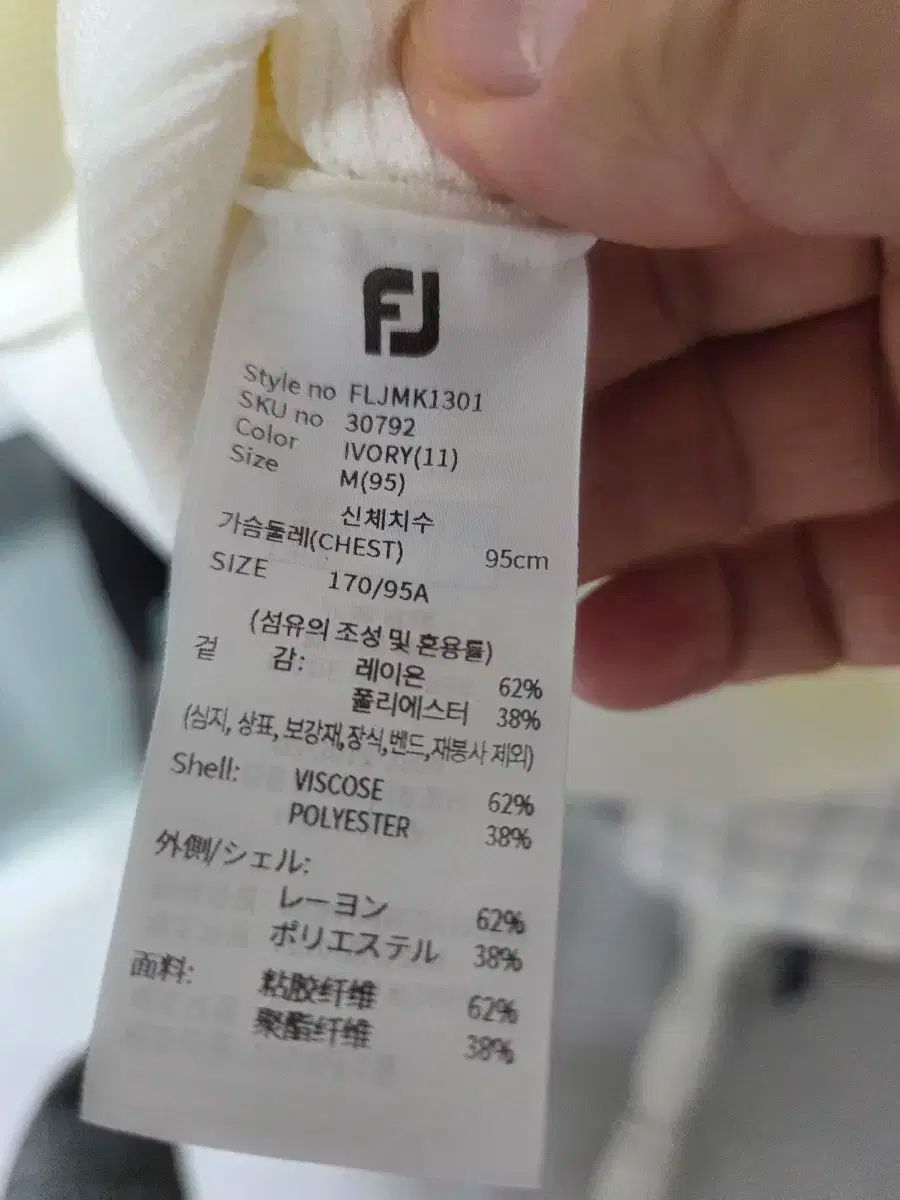 FJ
Style no FLJMK1301
SKU no 30792
Color IVORY(11)
Size M(95)
신체치수
가슴둘레(CHEST) 95cm
SIZE 170/95A
(섬유의 조성 및 혼용률)
겉 감: 레이온 62%
폴리에스터 38%
(심지, 상표, 보강재,장식,벤드,재봉사 제외)
Shell: VISCOSE 62%
POLYESTER 38%
外側/シェル:
レーヨン 62%
ポリエステル 38%
面料: 粘胶纤维 62%
聚酯纤维 38%